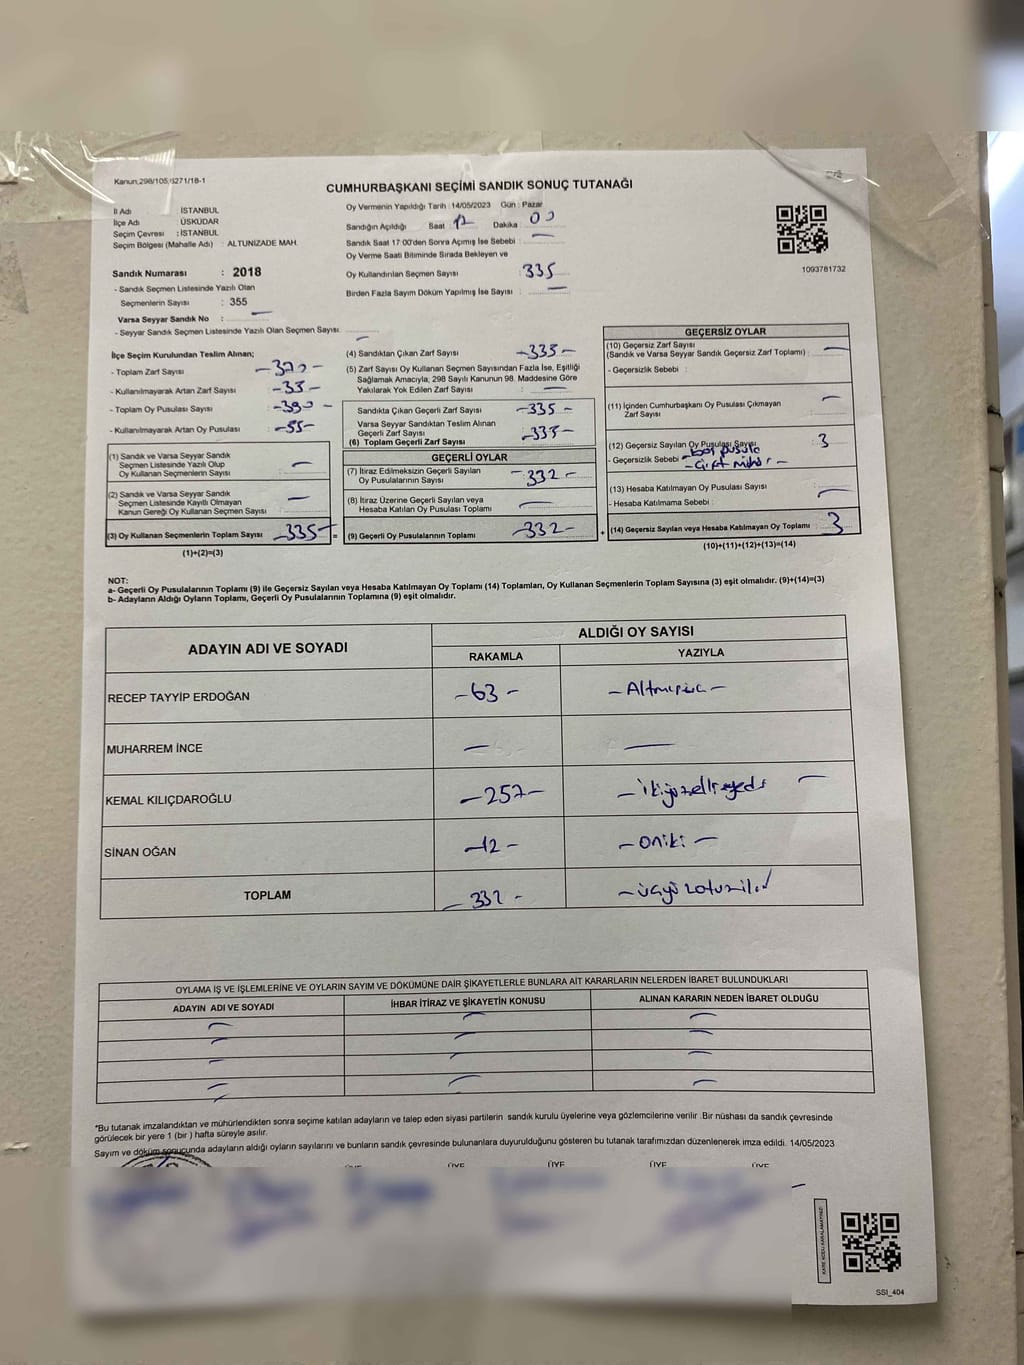 Kanun,298/105,6271/18-1
CUMHURBAŞKANI SEÇİMİ SANDIK SONUÇ TUTANAĞI
İl Adı : İSTANBUL
İlçe Adı : ÜSKÜDAR
Seçim Çevresi : İSTANBUL
Seçim Bölgesi (Mahalle Adı) : ALTUNİZADE MAH.
Sandık Numarası : 2018
- Sandık Seçmen Listesinde Yazılı Olan
Seçmenlerin Sayısı : 355
Varsa Seyyar Sandık No : —
- Seyyar Sandık Seçmen Listesinde Yazılı Olan Seçmen Sayısı: —
Oy Vermenin Yapıldığı Tarih : 14/05/2023 Gün : Pazar
Sandığın Açıldığı Saat 17 Dakika 00
Sandık Saat 17:00'den Sonra Açımış İse Sebebi : —
Oy Verme Saati Bitiminde Sırada Bekleyen ve
Oy Kullandırılan Seçmen Sayısı : 335
Birden Fazla Sayım Döküm Yapılmış İse Sayısı : —
1093781732
İlçe Seçim Kurulundan Teslim Alınan;
- Toplam Zarf Sayısı : -370-
- Kullanılmayarak Artan Zarf Sayısı : -35-
- Toplam Oy Pusulası Sayısı : -390-
- Kullanılmayarak Artan Oy Pusulası : -55-
(1) Sandık ve Varsa Seyyar Sandık
Seçmen Listesinde Yazılı Olup
Oy Kullanan Seçmenlerin Sayısı : —
(2) Sandık ve Varsa Seyyar Sandık
Seçmen Listesinde Kayıtlı Olmayan
Kanun Gereği Oy Kullanan Seçmen Sayısı : —
(3) Oy Kullanan Seçmenlerin Toplam Sayısı : -335-
(1)+(2)=(3)
(4) Sandıktan Çıkan Zarf Sayısı : -335-
(5) Zarf Sayısı Oy Kullanan Seçmen Sayısından Fazla İse, Eşitliği
Sağlamak Amacıyla; 298 Sayılı Kanunun 98. Maddesine Göre
Yakılarak Yok Edilen Zarf Sayısı : —
Sandıkta Çıkan Geçerli Zarf Sayısı : -335-
Varsa Seyyar Sandıktan Teslim Alınan
Geçerli Zarf Sayısı :
(6) Toplam Geçerli Zarf Sayısı : -335-
GEÇERLİ OYLAR
(7) İtiraz Edilmeksizin Geçerli Sayılan
Oy Pusulalarının Sayısı : -332-
(8) İtiraz Üzerine Geçerli Sayılan veya
Hesaba Katılan Oy Pusulası Toplamı : —
= (9) Geçerli Oy Pusulalarının Toplamı : -332-
GEÇERSİZ OYLAR
(10) Geçersiz Zarf Sayısı
(Sandık ve Varsa Seyyar Sandık Geçersiz Zarf Toplamı) : —
- Geçersizlik Sebebi :
(11) İçinden Cumhurbaşkanı Oy Pusulası Çıkmayan
Zarf Sayısı : —
(12) Geçersiz Sayılan Oy Pusulası Sayısı : 3
- Geçersizlik Sebebi : -boş pusula
-Çift mühür-
(13) Hesaba Katılmayan Oy Pusulası Sayısı : —
- Hesaba Katılmama Sebebi :
+ (14) Geçersiz Sayılan veya Hesaba Katılmayan Oy Toplamı : 3
(10)+(11)+(12)+(13)=(14)
NOT:
a- Geçerli Oy Pusulalarının Toplamı (9) ile Geçersiz Sayılan veya Hesaba Katılmayan Oy Toplamı (14) Toplamları, Oy Kullanan Seçmenlerin Toplam Sayısına (3) eşit olmalıdır. (9)+(14)=(3)
b- Adayların Aldığı Oyların Toplamı, Geçerli Oy Pusulalarının Toplamına (9) eşit olmalıdır.
ADAYIN ADI VE SOYADI ALDIĞI OY SAYISI
RAKAMLA YAZIYLA
RECEP TAYYİP ERDOĞAN -63- -Altmışüç-
MUHARREM İNCE — —
KEMAL KILIÇDAROĞLU -257- -ikiyüzelliyedi —
SİNAN OĞAN -12- -oniki-
TOPLAM -332- -üçyüzotuziki
OYLAMA İŞ VE İŞLEMLERİNE VE OYLARIN SAYIM VE DÖKÜMÜNE DAİR ŞİKAYETLERLE BUNLARA AİT KARARLARIN NELERDEN İBARET BULUNDUKLARI
ADAYIN ADI VE SOYADI İHBAR İTİRAZ VE ŞİKAYETİN KONUSU ALINAN KARARIN NEDEN İBARET OLDUĞU
*Bu tutanak imzalandıktan ve mühürlendikten sonra seçime katılan adayların ve talep eden siyasi partilerin sandık kurulu üyelerine veya gözlemcilerine verilir .Bir nüshası da sandık çevresinde
görülecek bir yere 1 (bir ) hafta süreyle asılır.
Sayım ve döküm sonucunda adayların aldığı oyların sayılarını ve bunların sandık çevresinde bulunanlara duyurulduğunu gösteren bu tutanak tarafımızdan düzenlenerek imza edildi. 14/05/2023
ÜYE ÜYE ÜYE ÜYE
SSI_404